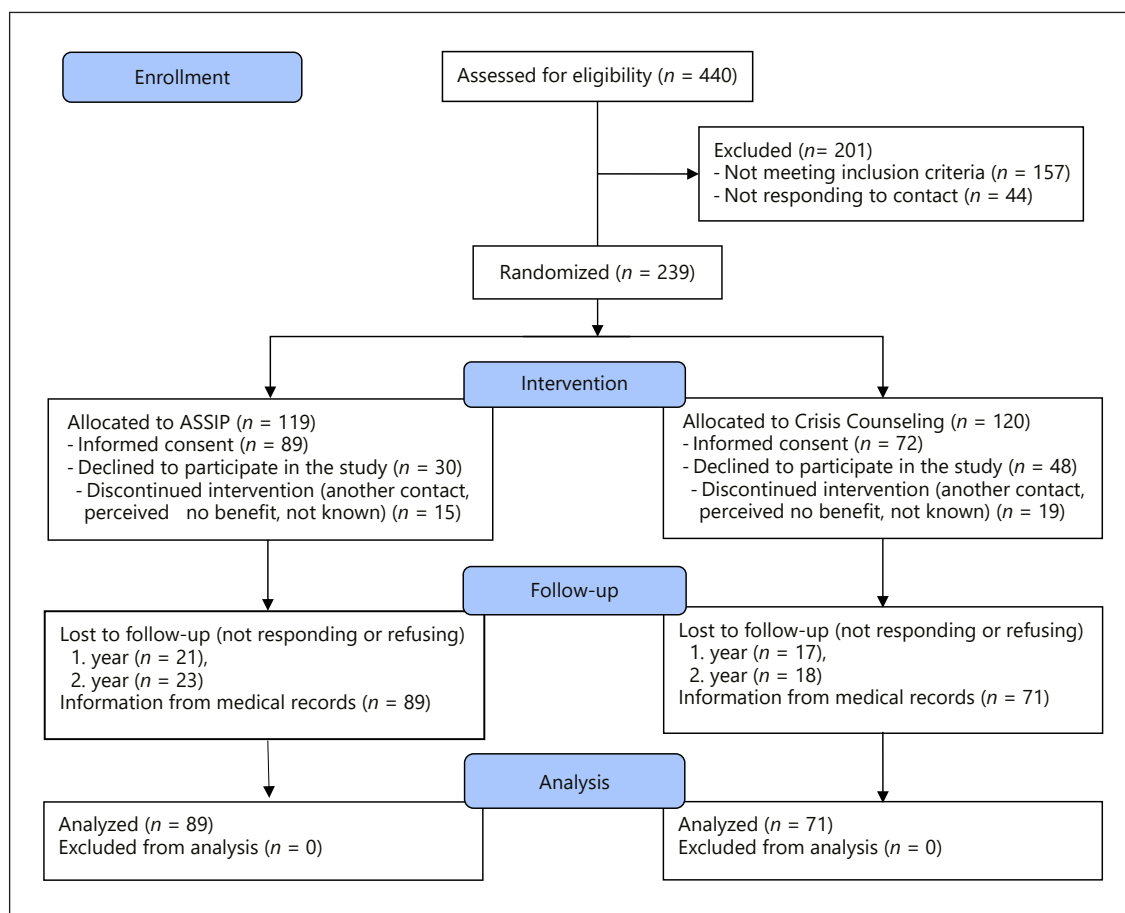 Enrollment
Assessed for eligibility (n = 440)
Excluded (n= 201)
- Not meeting inclusion criteria (n = 157)
- Not responding to contact (n = 44)
Randomized (n = 239)
Intervention
Allocated to ASSIP (n = 119)
- Informed consent (n = 89)
- Declined to participate in the study (n = 30)
- Discontinued intervention (another contact,
perceived no benefit, not known) (n = 15)
Allocated to Crisis Counseling (n = 120)
- Informed consent (n = 72)
- Declined to participate in the study (n = 48)
- Discontinued intervention (another contact,
perceived no benefit, not known) (n = 19)
Follow-up
Lost to follow-up (not responding or refusing)
1. year (n = 21),
2. year (n = 23)
Information from medical records (n = 89)
Lost to follow-up (not responding or refusing)
1. year (n = 17),
2. year (n = 18)
Information from medical records (n = 71)
Analysis
Analyzed (n = 89)
Excluded from analysis (n = 0)
Analyzed (n = 71)
Excluded from analysis (n = 0)